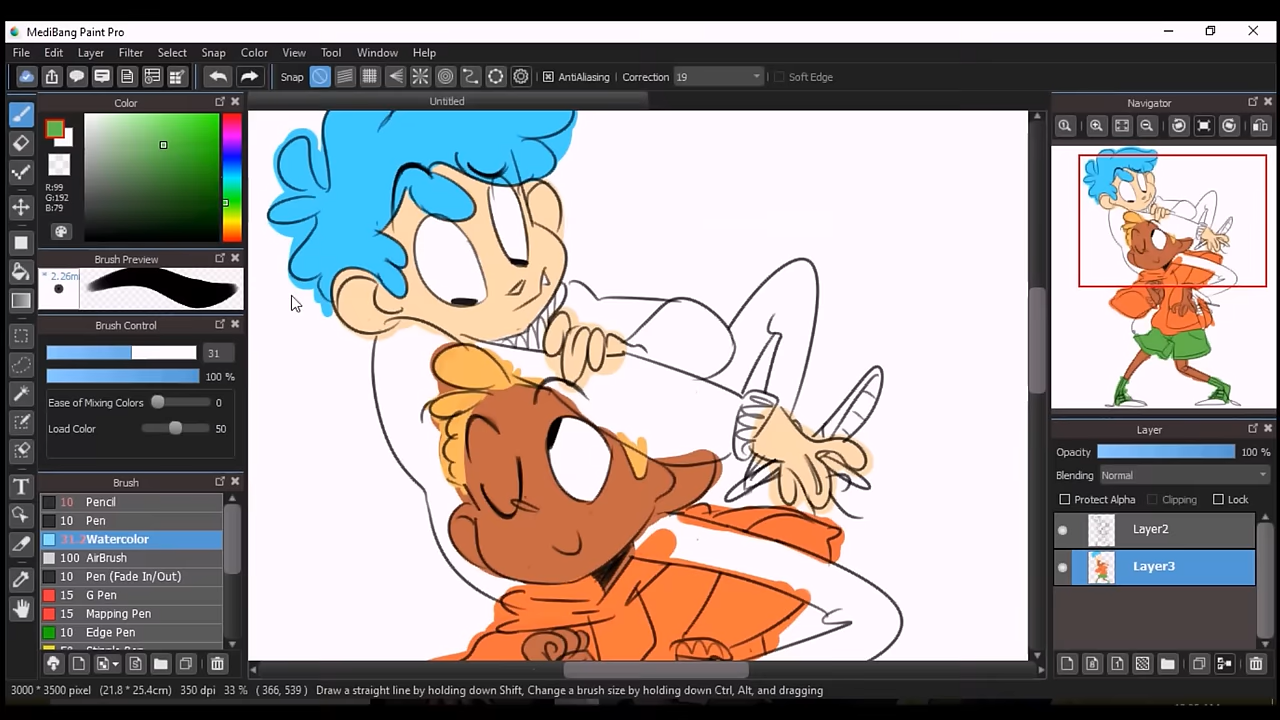 MediBang Paint Pro
File Edit Layer Filter Select Snap Color View Tool Window Help
Snap AntiAliasing Correction 19 Soft Edge
Color
Untitled
Navigator
R:99
G:192
B:79
Brush Preview
* 2.26m
Brush Control
31
100 %
Ease of Mixing Colors 0
Load Color 50
Brush
10 Pencil
10 Pen
31.2 Watercolor
100 AirBrush
10 Pen (Fade In/Out)
15 G Pen
15 Mapping Pen
10 Edge Pen
Layer
Opacity 100 %
Blending Normal
Protect Alpha Clipping Lock
Layer2
Layer3
3000 * 3500 pixel (21.8 * 25.4cm) 350 dpi 33 % ( 366, 539 ) Draw a straight line by holding down Shift, Change a brush size by holding down Ctrl, Alt, and dragging